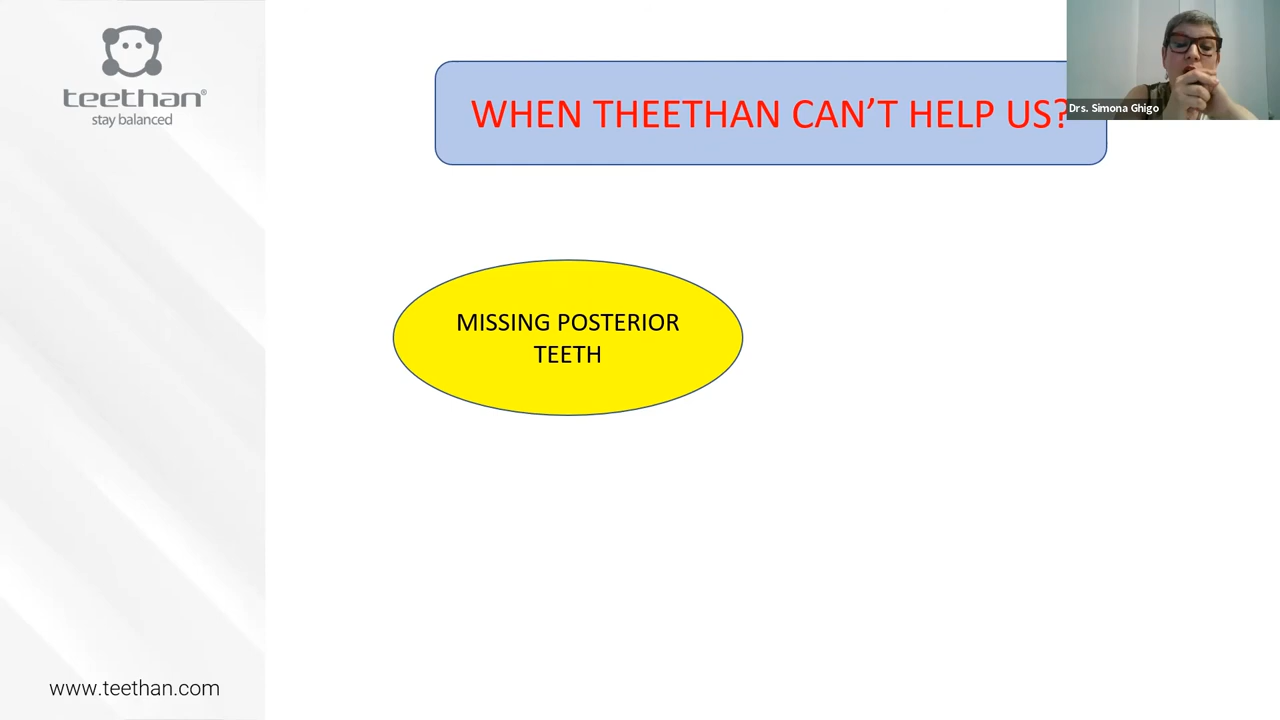 teethan®
stay balanced
WHEN THEETHAN CAN'T HELP US?
Drs. Simona Ghigo
MISSING POSTERIOR
TEETH
www.teethan.com